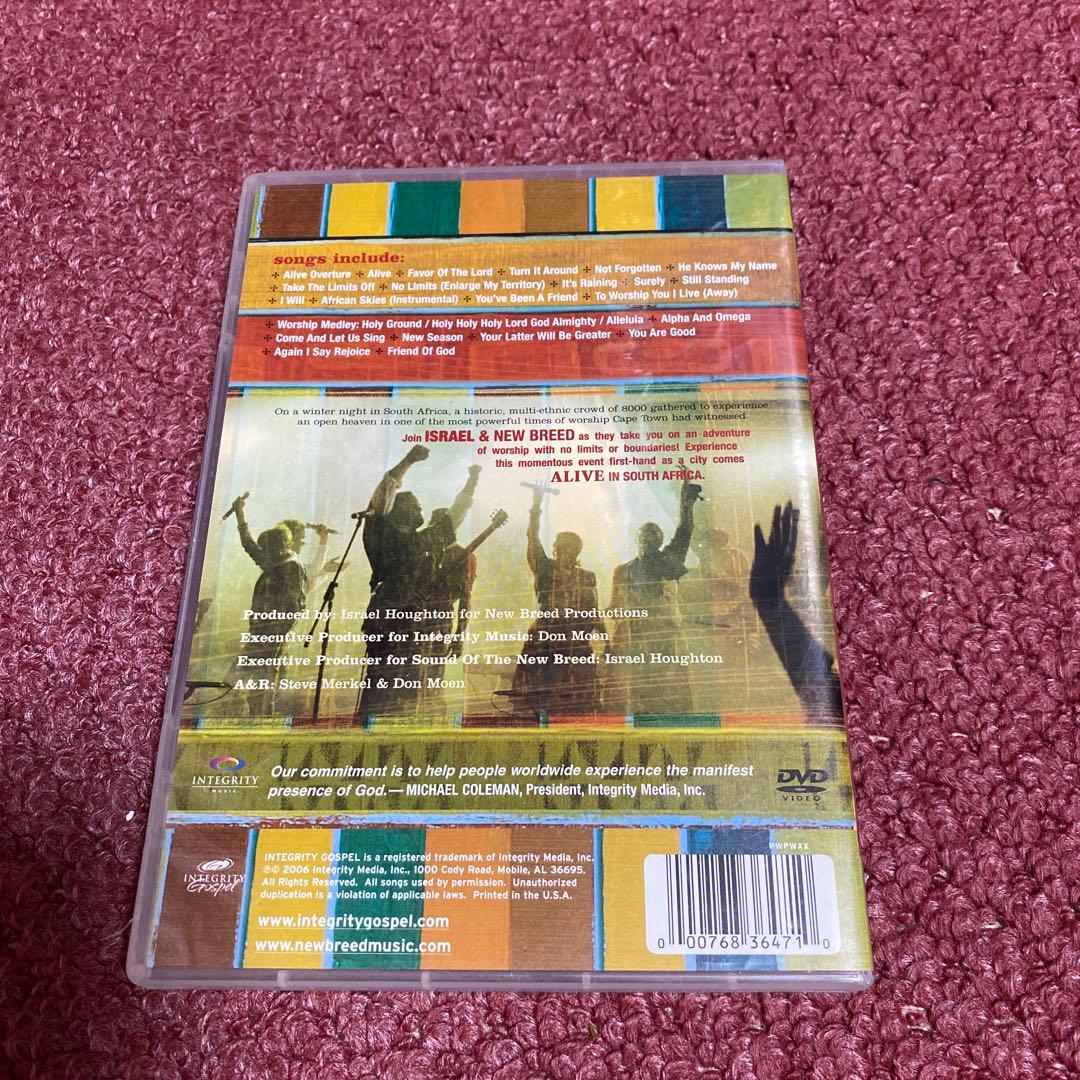 songs include:
✣ Alive Overture ✣ Alive ✣ Favor Of The Lord ✣ Turn It Around ✣ Not Forgotten ✣ He Knows My Name
✣ Take The Limits Off ✣ No Limits (Enlarge My Territory) ✣ It's Raining ✣ Surely ✣ Still Standing
✣ I Will ✣ African Skies (Instrumental) ✣ You've Been A Friend ✣ To Worship You I Live (Away)
✣ Worship Medley: Holy Ground / Holy Holy Holy Lord God Almighty / Alleluia ✣ Alpha And Omega
✣ Come And Let Us Sing ✣ New Season ✣ Your Latter Will Be Greater ✣ You Are Good
✣ Again I Say Rejoice ✣ Friend Of God
On a winter night in South Africa, a historic, multi-ethnic crowd of 8000 gathered to experience
an open heaven in one of the most powerful times of worship Cape Town had witnessed.
Join ISRAEL & NEW BREED as they take you on an adventure
of worship with no limits or boundaries! Experience
this momentous event first-hand as a city comes
ALIVE IN SOUTH AFRICA.
Produced by: Israel Houghton for New Breed Productions
Executive Producer for Integrity Music: Don Moen
Executive Producer for Sound Of The New Breed: Israel Houghton
A&R: Steve Merkel & Don Moen
INTEGRITY
music
Our commitment is to help people worldwide experience the manifest
presence of God.— MICHAEL COLEMAN, President, Integrity Media, Inc.
DVD
VIDEO
INTEGRITY
Gospel
INTEGRITY GOSPEL is a registered trademark of Integrity Media, Inc.
℗© 2006 Integrity Media, Inc., 1000 Cody Road, Mobile, AL 36695.
All Rights Reserved. All songs used by permission. Unauthorized
duplication is a violation of applicable laws. Printed in the U.S.A.
www.integritygospel.com
www.newbreedmusic.com
PWPWXX
0 00768 36471 0